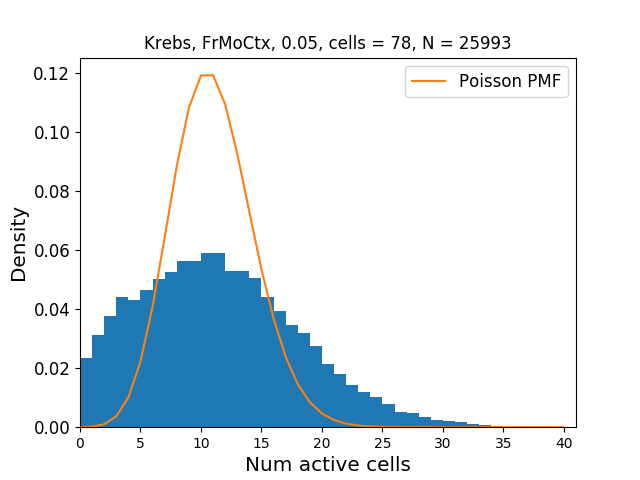 Krebs, FrMoCtx, 0.05, cells = 78, N = 25993
Poisson PMF
0.12
0.10
0.08
0.06
0.04
0.02
0.00
Density
0 5 10 15 20 25 30 35 40
Num active cells